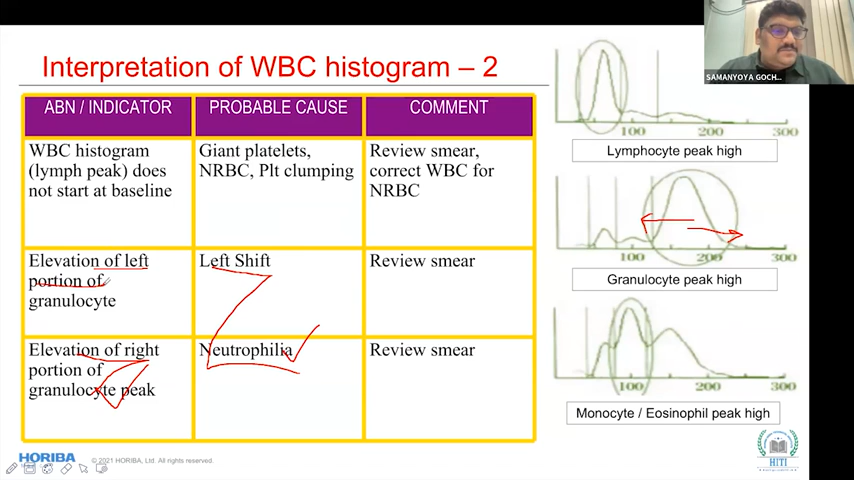 SAMANYOYA GOCH...
Interpretation of WBC histogram – 2
ABN / INDICATOR
PROBABLE CAUSE
COMMENT
WBC histogram
(lymph peak) does
not start at baseline
Giant platelets,
NRBC, Plt clumping
Review smear,
correct WBC for
NRBC
Elevation of left
portion of
granulocyte
Left Shift
Review smear
Elevation of right
portion of
granulocyte peak
Neutrophilia
Review smear
100 200 300
Lymphocyte peak high
100 200 300
Granulocyte peak high
100 200 300
Monocyte / Eosinophil peak high
HORIBA
© 2021 HORIBA, Ltd. All rights reserved.
HITI